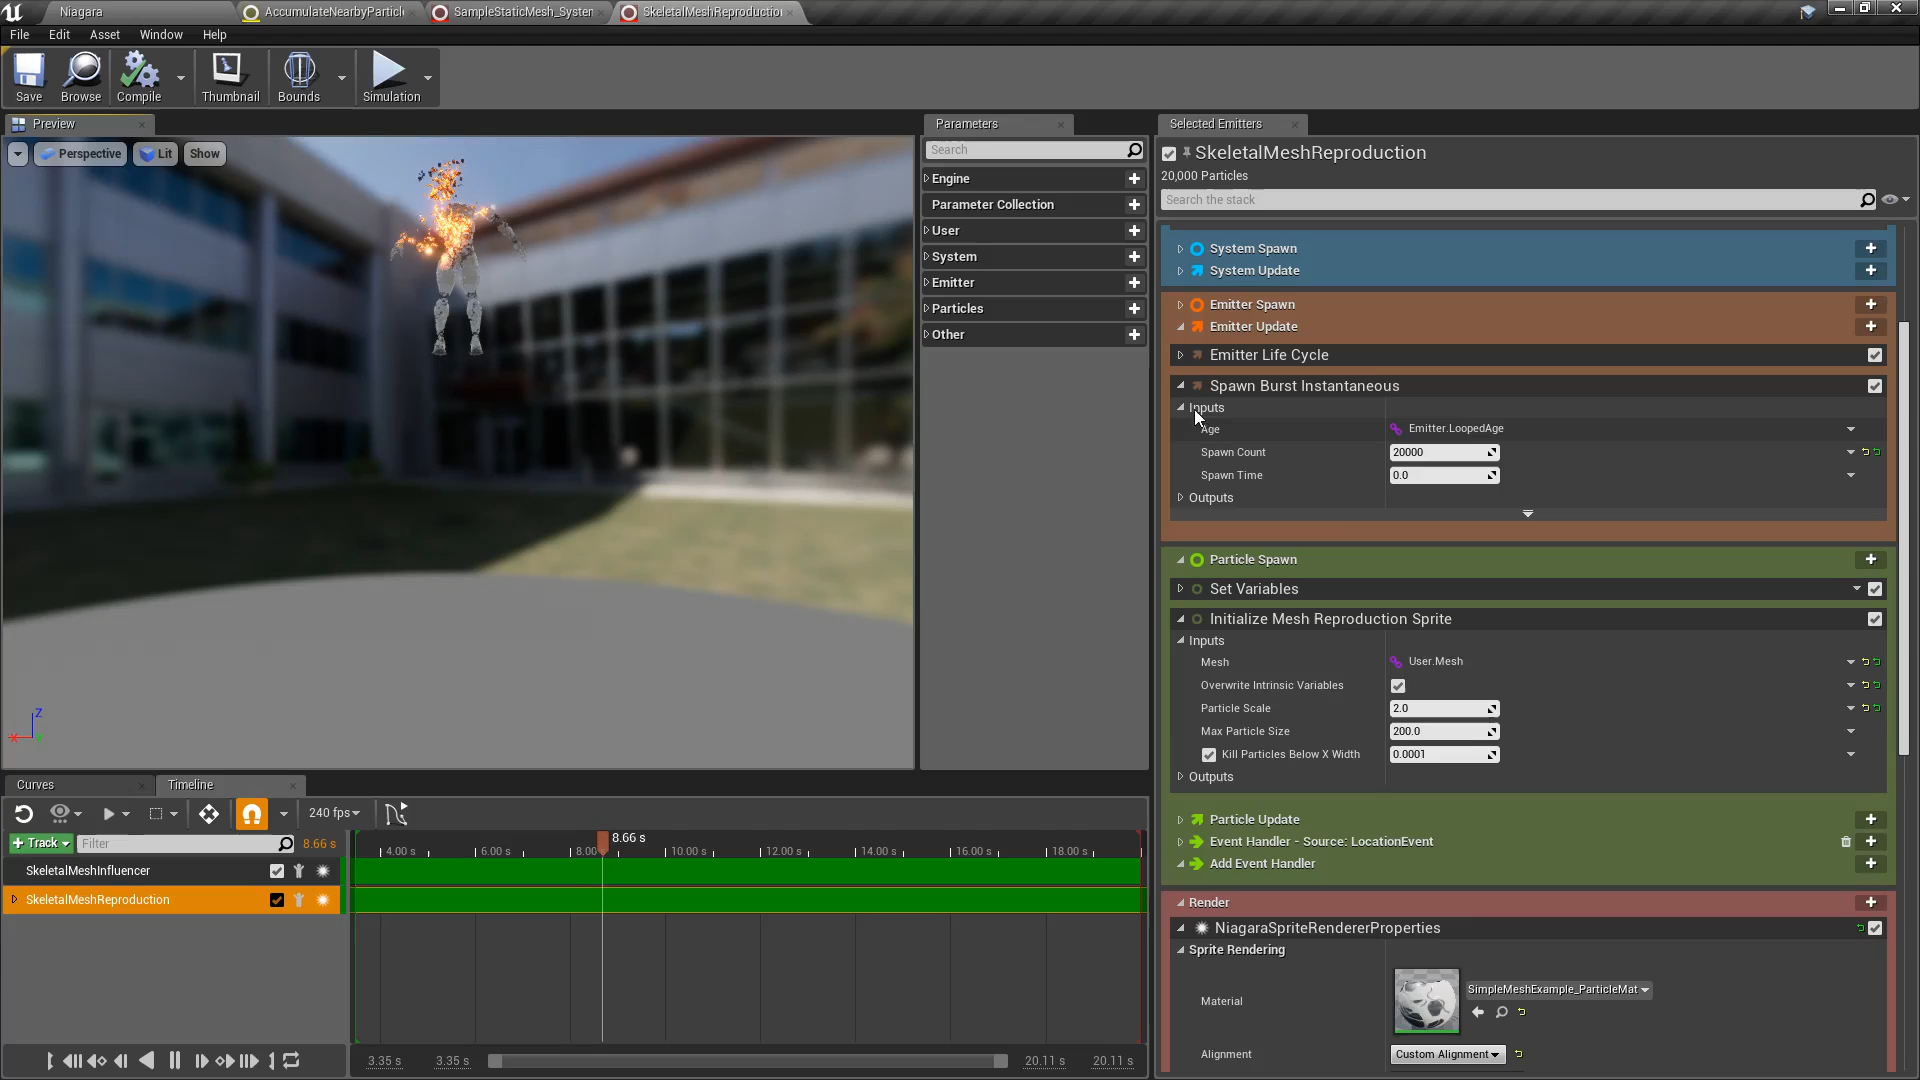 Niagara
AccumulateNearbyParticl
SampleStaticMesh_System
SkeletalMeshReproduction
File Edit Asset Window Help
Save Browse Compile Thumbnail Bounds Simulation
Preview
Perspective Lit Show
Z
X
Parameters
Search
Engine
Parameter Collection
User
System
Emitter
Particles
Other
Selected Emitters
SkeletalMeshReproduction
20,000 Particles
Search the stack
System Spawn
System Update
Emitter Spawn
Emitter Update
Emitter Life Cycle
Spawn Burst Instantaneous
Inputs
Age Emitter.LoopedAge
Spawn Count 20000
Spawn Time 0.0
Outputs
Particle Spawn
Set Variables
Initialize Mesh Reproduction Sprite
Inputs
Mesh User.Mesh
Overwrite Intrinsic Variables
Particle Scale 2.0
Max Particle Size 200.0
Kill Particles Below X Width 0.0001
Outputs
Particle Update
Event Handler - Source: LocationEvent
Add Event Handler
Render
NiagaraSpriteRendererProperties
Sprite Rendering
Material SimpleMeshExample_ParticleMat
Alignment Custom Alignment
Curves Timeline
240 fps
Track Filter 8.66 s
8.66 s
4.00 s 6.00 s 8.00 10.00 s 12.00 s 14.00 s 16.00 s 18.00 s
SkeletalMeshInfluencer
SkeletalMeshReproduction
3.35 s 3.35 s 20.11 s 20.11 s